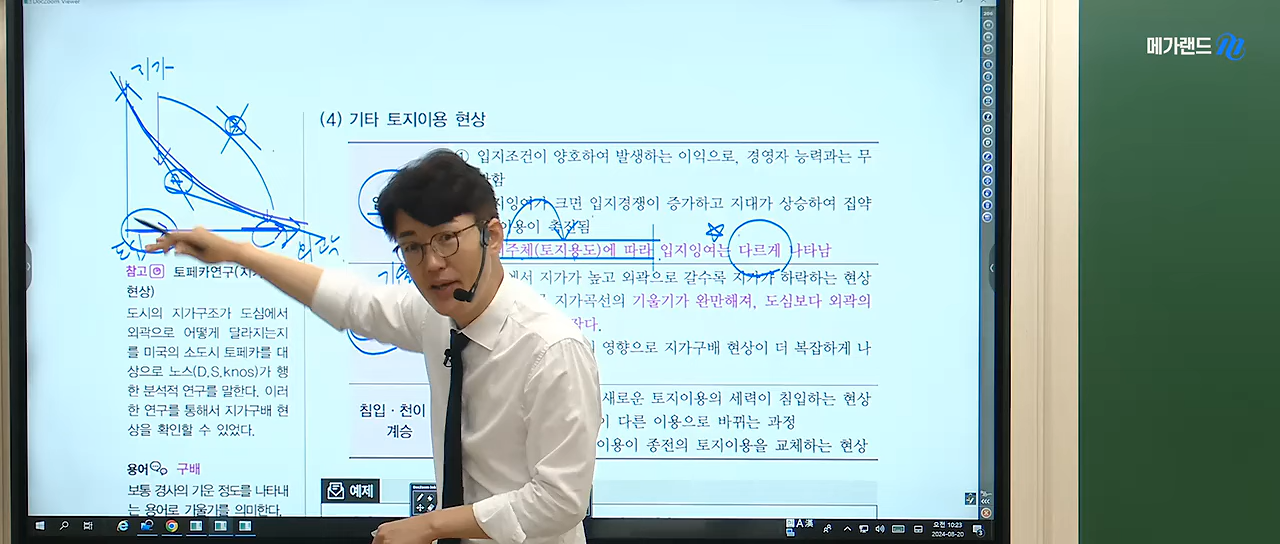 DocZoom Viewer
메가랜드
지가
(4) 기타 토지이용 현상
① 입지조건이 양호하여 발생하는 이익으로, 경영자 능력과는 무
관함
입지잉여가 크면 입지경쟁이 증가하고 지대가 상승하여 집약
이용이 촉진됨
주체(토지용도)에 따라 입지잉여는 다르게 나타남
도심
외곽
에서 지가가 높고 외곽으로 갈수록 지가가 하락하는 현상
지가곡선의 기울기가 완만해져, 도심보다 외곽의
작다.
영향으로 지가구배 현상이 더 복잡하게 나
침입·천이
계승
새로운 토지이용의 세력이 침입하는 현상
이 다른 이용으로 바뀌는 과정
이용이 종전의 토지이용을 교체하는 현상
참고 토페카연구(지
현상)
도시의 지가구조가 도심에서
외곽으로 어떻게 달라지는지
를 미국의 소도시 토페카를 대
상으로 노스(D.S.knos)가 행
한 분석적 연구를 말한다. 이러
한 연구를 통해서 지가구배 현
상을 확인할 수 있었다.
용어 구배
보통 경사의 기운 정도를 나타내
는 용어로 기울기를 의미한다.
예제
A 漢
오전 10:23
2024-08-20